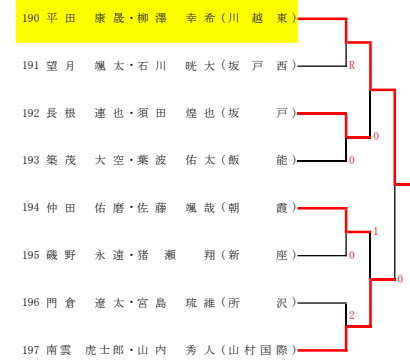 190 平田 康晟・柳澤 幸希(川越東)
R
191 望月 颯太・石川 晄大(坂戸西)
192 長根 連也・須田 煌也(坂戸)
0
0
193 築茂 大空・葉波 佑太(飯能)
194 仲田 佑磨・佐藤 颯哉(朝霞)
1
0
195 磯野 永遠・猪瀬 翔(新座)
0
196 門倉 遼太・宮島 琉維(所沢)
2
197 南雲 虎士郎・山内 秀人(山村国際)